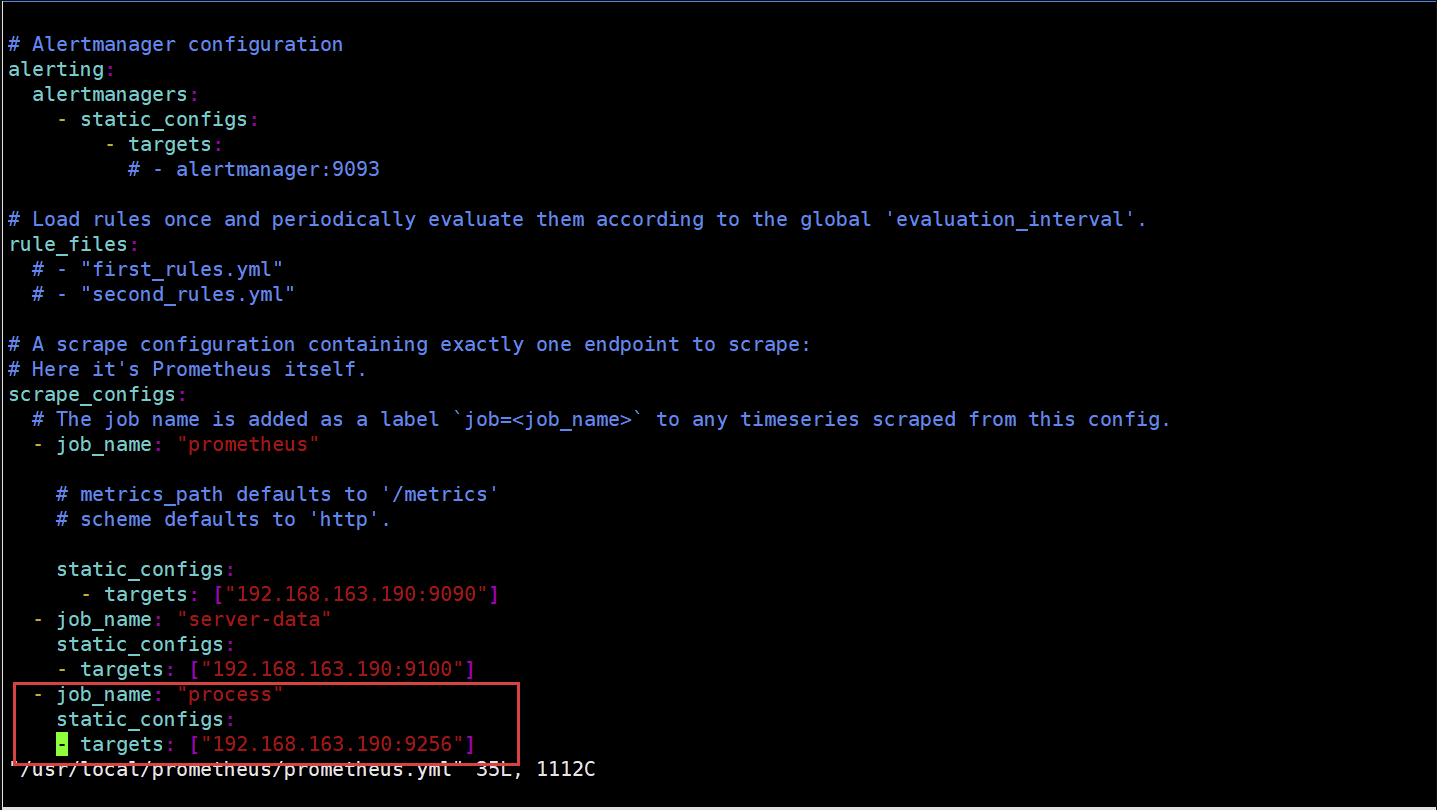 # Alertmanager configuration
alerting:
  alertmanagers:
    - static_configs:
        - targets:
          # - alertmanager:9093

# Load rules once and periodically evaluate them according to the global 'evaluation_interval'.
rule_files:
  # - "first_rules.yml"
  # - "second_rules.yml"

# A scrape configuration containing exactly one endpoint to scrape:
# Here it's Prometheus itself.
scrape_configs:
  # The job name is added as a label `job=<job_name>` to any timeseries scraped from this config.
  - job_name: "prometheus"

    # metrics_path defaults to '/metrics'
    # scheme defaults to 'http'.

    static_configs:
      - targets: ["192.168.163.190:9090"]
  - job_name: "server-data"
    static_configs:
    - targets: ["192.168.163.190:9100"]
  - job_name: "process"
    static_configs:
    - targets: ["192.168.163.190:9256"]
"/usr/local/prometheus/prometheus.yml" 35L, 1112C